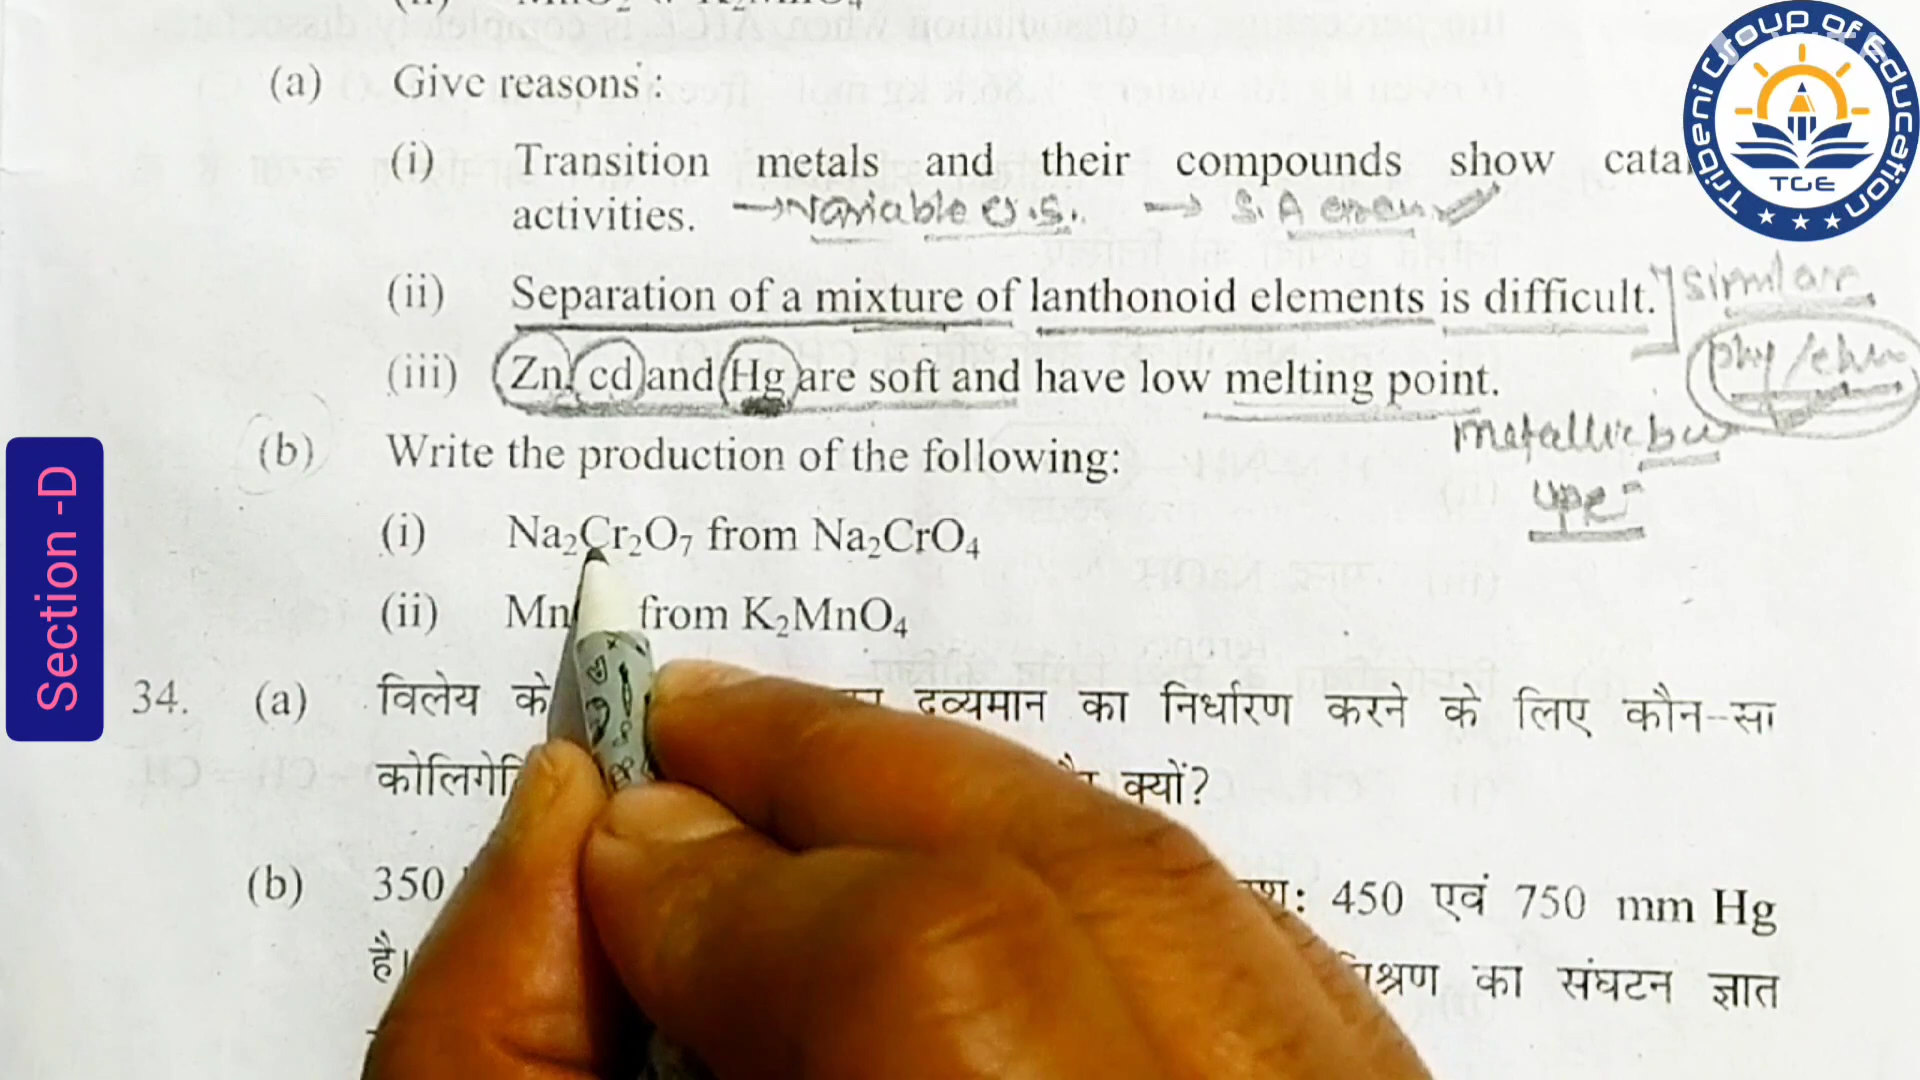 (a) Give reasons :
(i) Transition metals and their compounds show
activities. → variable O.S. → S. A
(ii) Separation of a mixture of lanthonoid elements is difficult. similar
(iii) Zn, cd and Hg are soft and have low melting point. phy/
metallic
(b) Write the production of the following:
(i) Na₂Cr₂O₇ from Na₂CrO₄
(ii) from K₂MnO₄
34. (a) विलेय के द्रव्यमान का निर्धारण करने के लिए कौन-सा
क्यों?
(b) 350 450 एवं 750 mm Hg
है। का संघटन ज्ञात
Section -D
Tribeni Group of Education
TGE